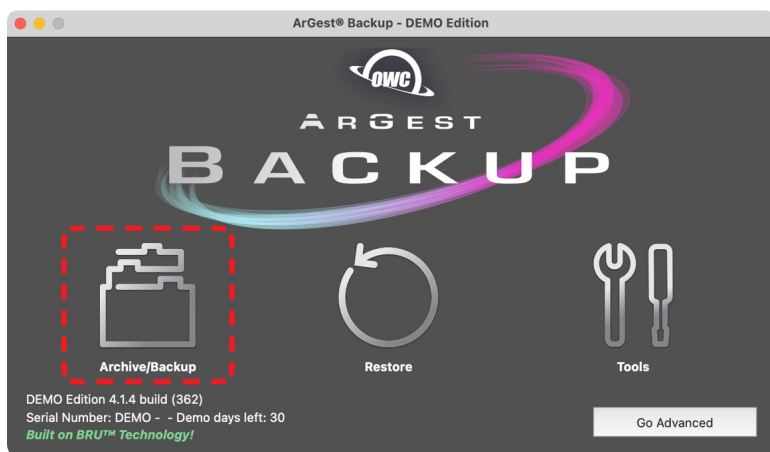 ArGest® Backup - DEMO Edition
OWC
ARGEST
BACKUP
Archive/Backup
Restore
Tools
DEMO Edition 4.1.4 build (362)
Serial Number: DEMO - - Demo days left: 30
Built on BRU™ Technology!
Go Advanced